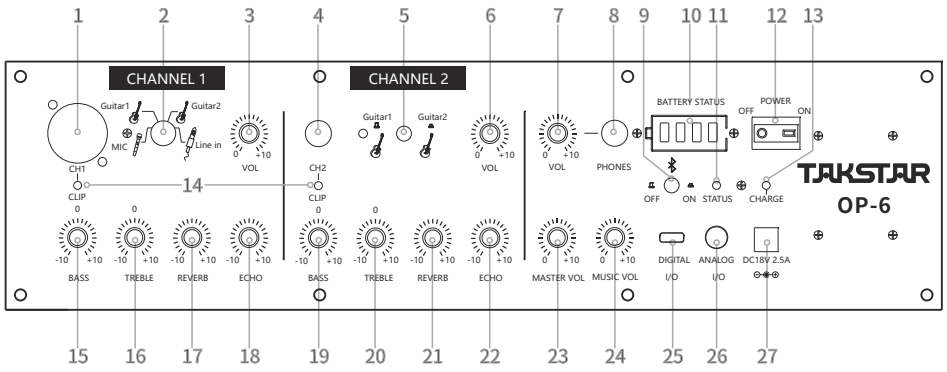 1 2 3 4 5 6 7 8 9 10 11 12 13
CHANNEL 1 CHANNEL 2
BATTERY STATUS POWER
OFF ON
Guitar1 Guitar2 Guitar1 Guitar2
MIC Line in
0 +10 0 +10 0 +10
CH1 VOL CH2 VOL VOL PHONES
TAKSTAR
14
CLIP CLIP OFF ON STATUS CHARGE
OP-6
0 0 0 0
-10 +10 -10 +10 -10 +10 -10 +10 -10 +10 -10 +10 -10 +10 -10 +10 0 +10 0 +10
DIGITAL ANALOG DC18V 2.5A
BASS TREBLE REVERB ECHO BASS TREBLE REVERB ECHO MASTER VOL MUSIC VOL I/O I/O
15 16 17 18 19 20 21 22 23 24 25 26 27